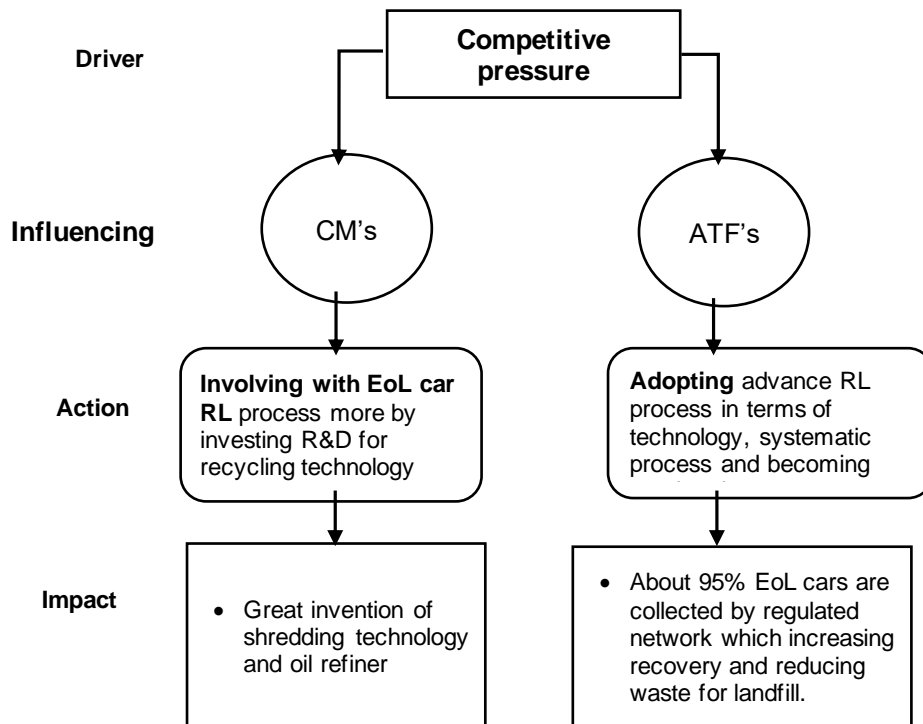 Driver
Competitive
pressure
Influencing
CM's
ATF's
Action
Involving with EoL car
RL process more by
investing R&D for
recycling technology
Adopting advance RL
process in terms of
technology, systematic
process and becoming
Impact
• Great invention of
shredding technology
and oil refiner
• About 95% EoL cars are
collected by regulated
network which increasing
recovery and reducing
waste for landfill.